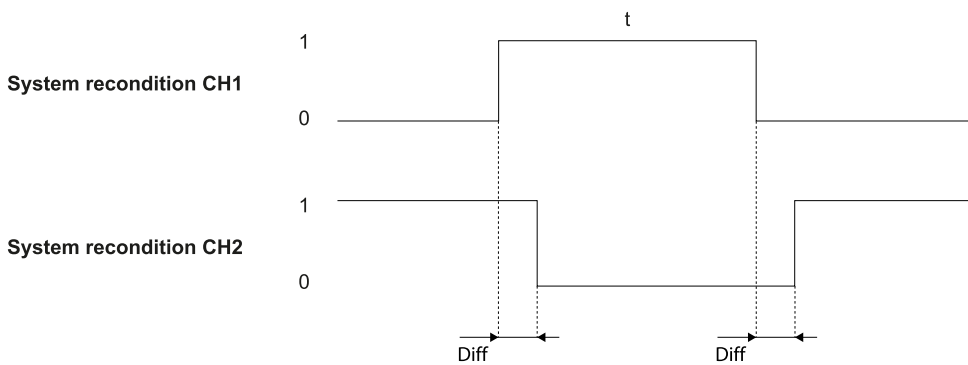 t
1
System recondition CH1
0
1
System recondition CH2
0
Diff
Diff